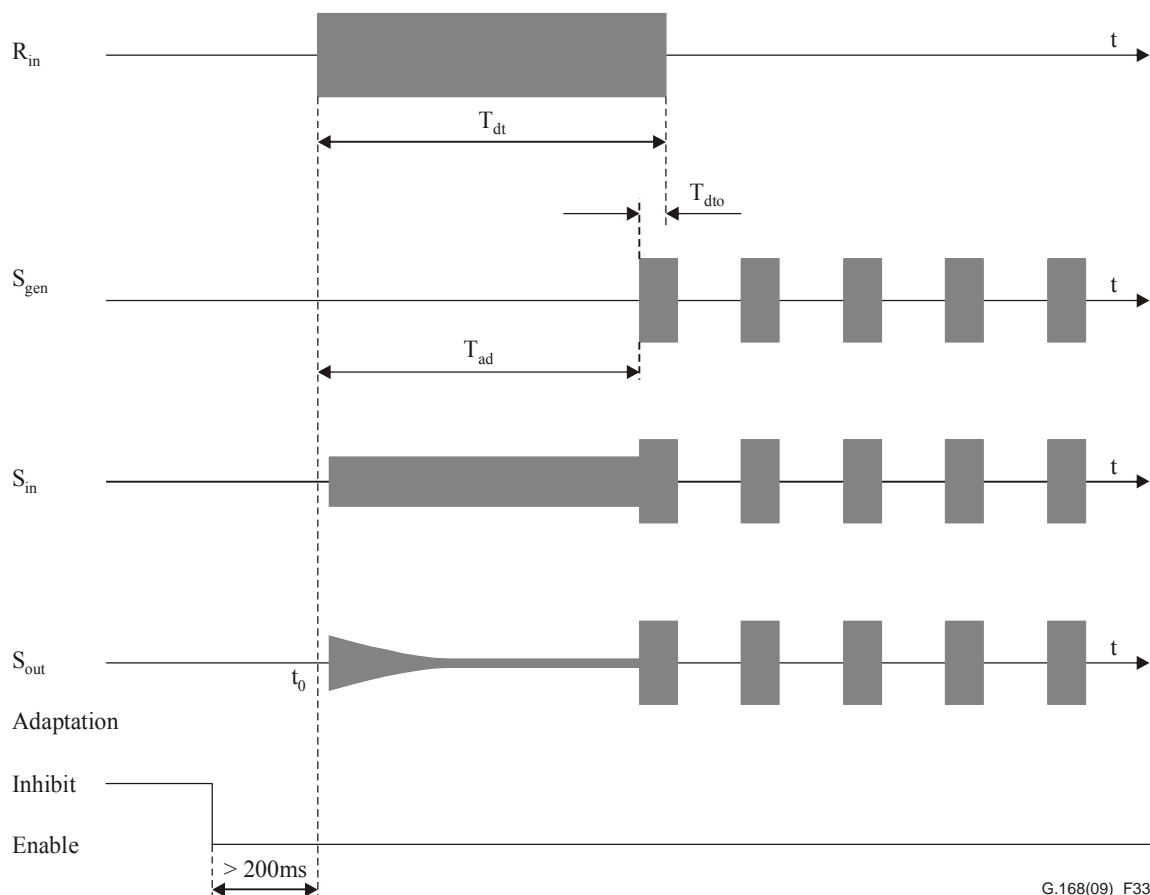 R_in
t
T_dt
T_dto
S_gen
t
T_ad
S_in
t
S_out
t
t_0
Adaptation
Inhibit
Enable
> 200ms
G.168(09)_F33